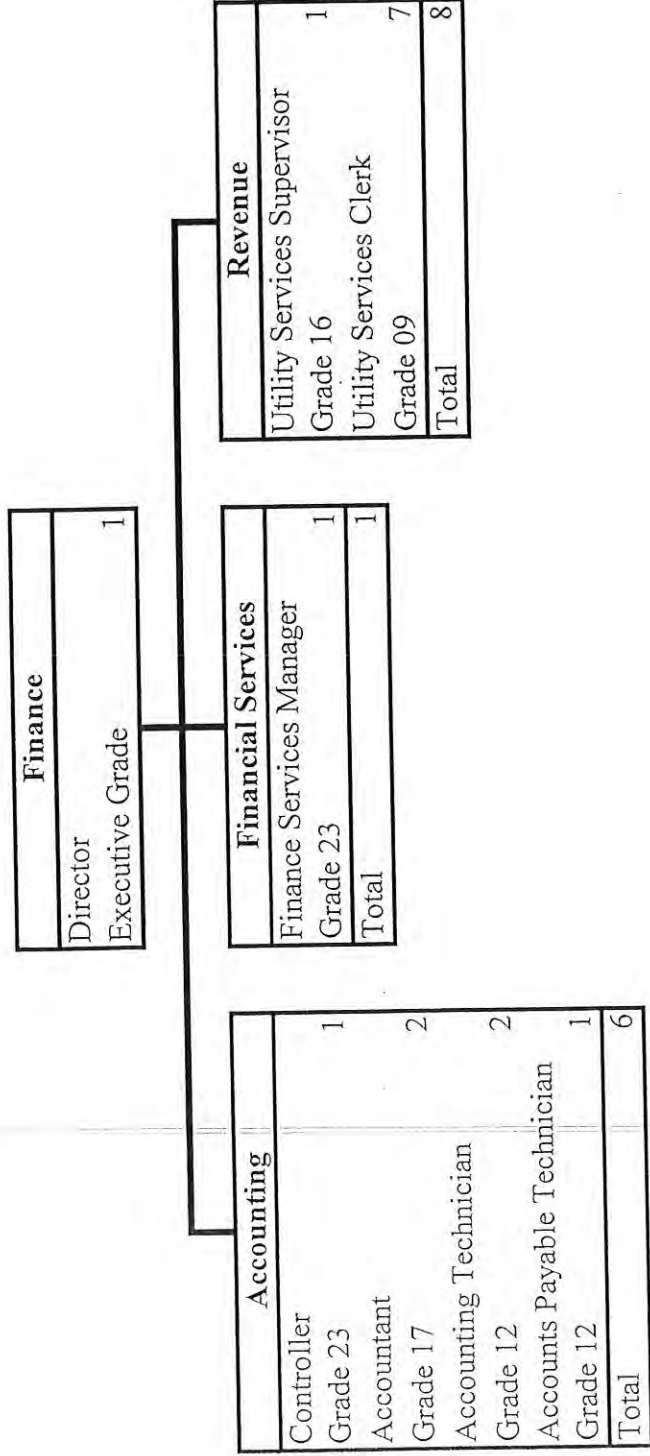 Finance
Director
Executive Grade 1
Accounting
Controller
Grade 23 1
Accountant
Grade 17 2
Accounting Technician
Grade 12 2
Accounts Payable Technician
Grade 12 1
Total 6
Financial Services
Finance Services Manager
Grade 23 1
Total 1
Revenue
Utility Services Supervisor
Grade 16 1
Utility Services Clerk
Grade 09 7
Total 8